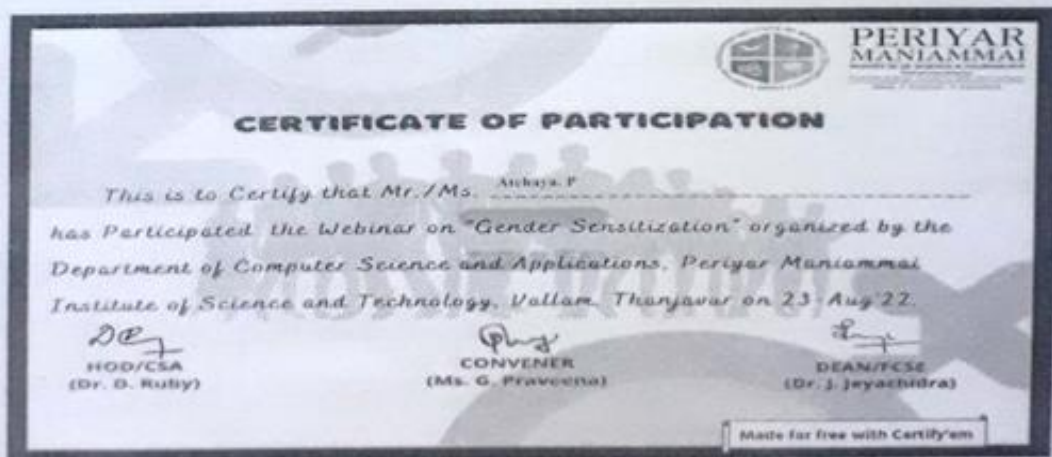 PERIYAR
MANIAMMAI
CERTIFICATE OF PARTICIPATION
This is to Certify that Mr./Ms. Atchaya. P
has Participated the Webinar on "Gender Sensitization" organized by the
Department of Computer Science and Applications, Periyar Maniammai
Institute of Science and Technology, Vallam, Thanjavur on 23-Aug'22.
HOD/CSA
(Dr. D. Ruby)
CONVENER
(Ms. G. Praveena)
DEAN/FCSE
(Dr. J. Jeyachidra)
Made for free with Certify'em